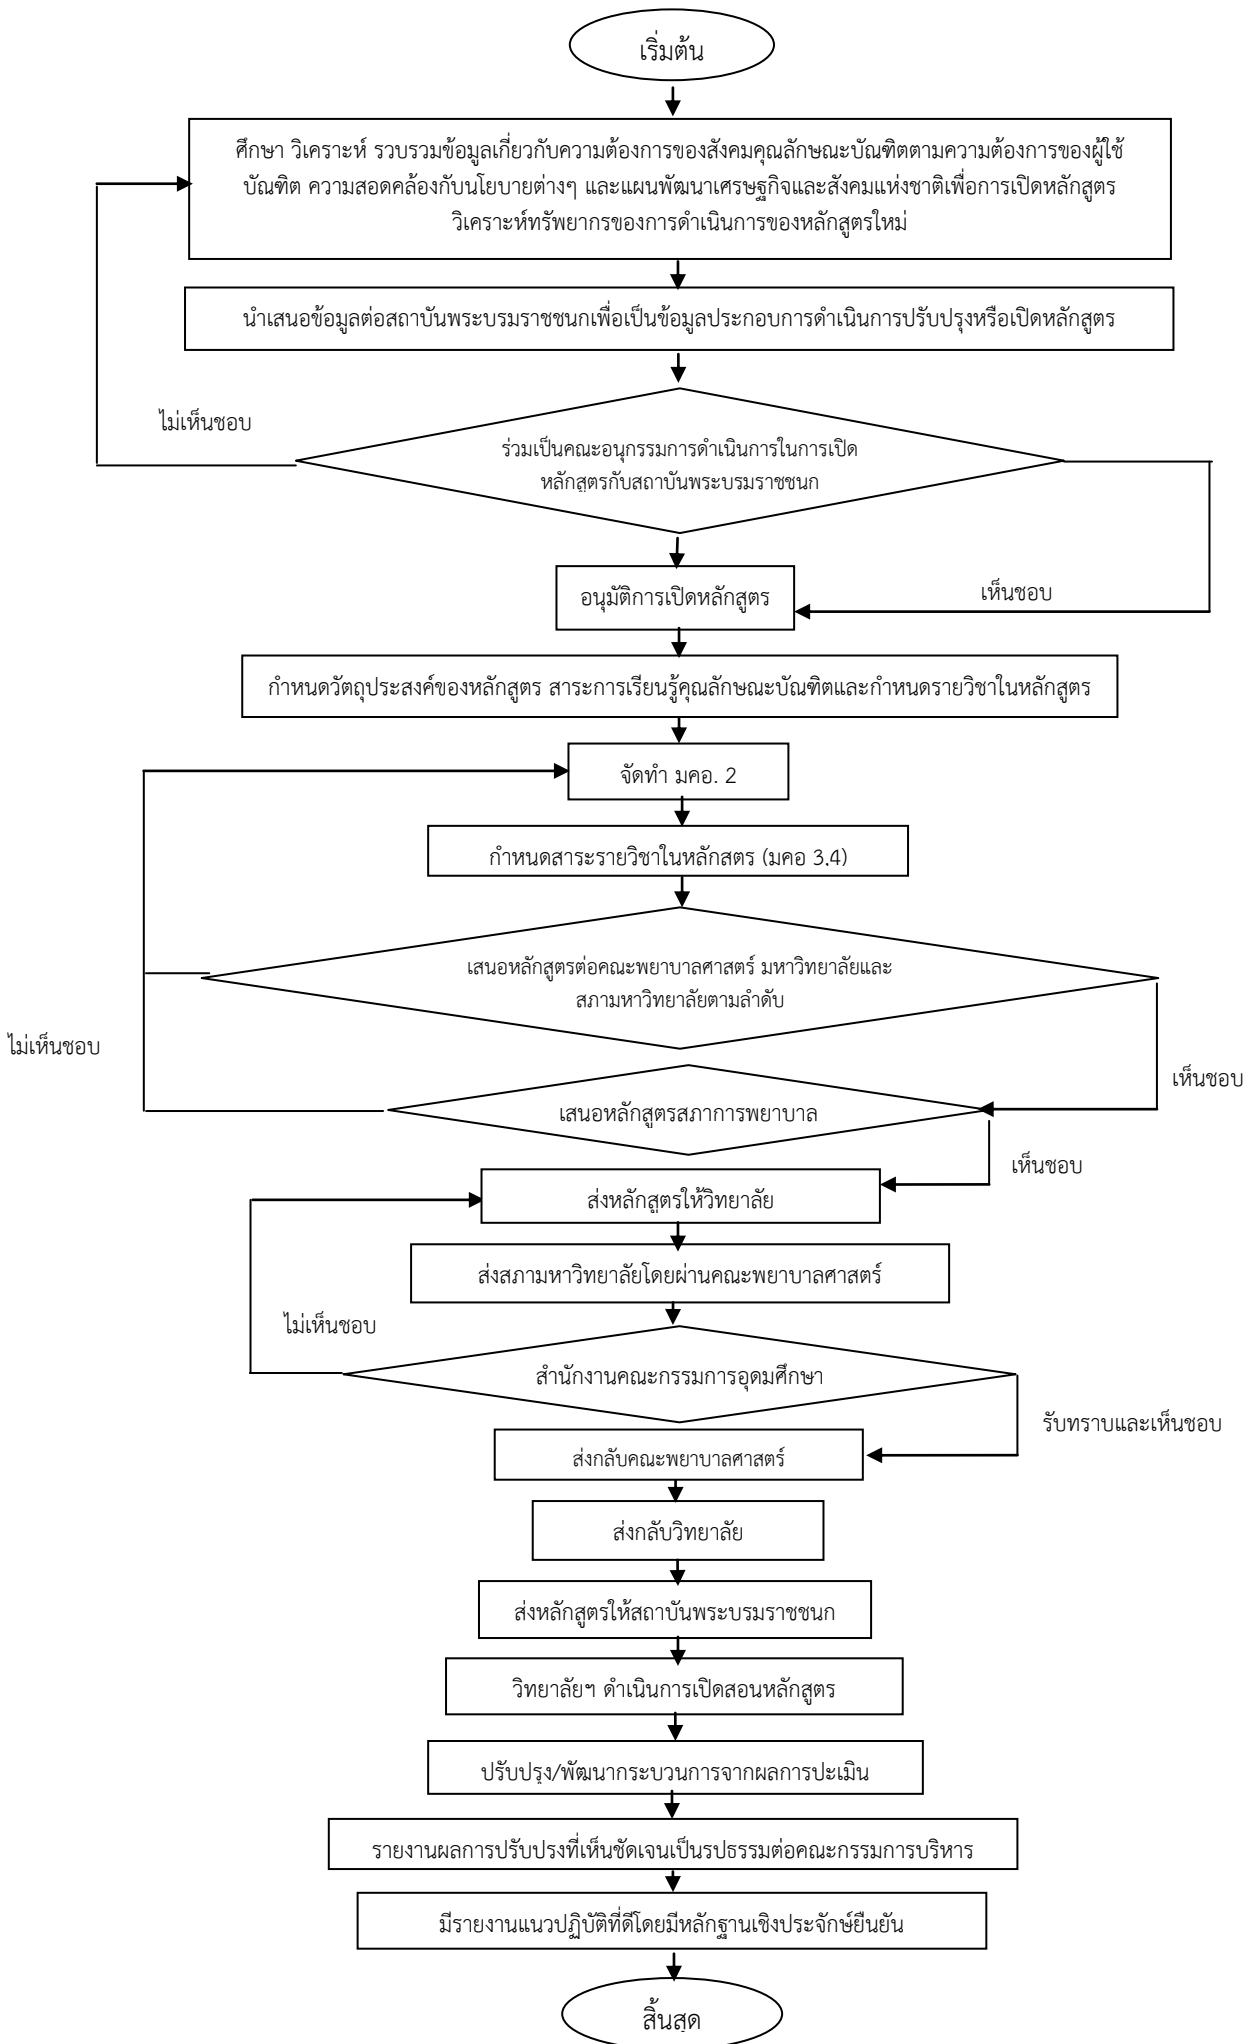 เริ่มต้น
ศึกษา วิเคราะห์ รวบรวมข้อมูลเกี่ยวกับความต้องการของสังคมคุณลักษณะบัณฑิตตามความต้องการของผู้ใช้
บัณฑิต ความสอดคล้องกับนโยบายต่างๆ และแผนพัฒนาเศรษฐกิจและสังคมแห่งชาติเพื่อการเปิดหลักสูตร
วิเคราะห์ทรัพยากรของการดำเนินการของหลักสูตรใหม่
นำเสนอข้อมูลต่อสถาบันพระบรมราชชนกเพื่อเป็นข้อมูลประกอบการดำเนินการปรับปรุงหรือเปิดหลักสูตร
ไม่เห็นชอบ
ร่วมเป็นคณะอนุกรรมการดำเนินการในการเปิด
หลักสูตรกับสถาบันพระบรมราชชนก
อนุมัติการเปิดหลักสูตร
เห็นชอบ
กำหนดวัตถุประสงค์ของหลักสูตร สาระการเรียนรู้คุณลักษณะบัณฑิตและกำหนดรายวิชาในหลักสูตร
จัดทำ มคอ. 2
กำหนดสาระรายวิชาในหลักสตร (มคอ 3,4)
เสนอหลักสูตรต่อคณะพยาบาลศาสตร์ มหาวิทยาลัยและ
สภามหาวิทยาลัยตามลำดับ
ไม่เห็นชอบ
เห็นชอบ
เสนอหลักสูตรสภาการพยาบาล
เห็นชอบ
ส่งหลักสูตรให้วิทยาลัย
ส่งสภามหาวิทยาลัยโดยผ่านคณะพยาบาลศาสตร์
ไม่เห็นชอบ
สำนักงานคณะกรรมการอุดมศึกษา
รับทราบและเห็นชอบ
ส่งกลับคณะพยาบาลศาสตร์
ส่งกลับวิทยาลัย
ส่งหลักสูตรให้สถาบันพระบรมราชชนก
วิทยาลัยฯ ดำเนินการเปิดสอนหลักสูตร
ปรับปรุง/พัฒนากระบวนการจากผลการปะเมิน
รายงานผลการปรับปรงที่เห็นชัดเจนเป็นรปธรรมต่อคณะกรรมการบริหาร
มีรายงานแนวปฏิบัติที่ดีโดยมีหลักฐานเชิงประจักษ์ยืนยัน
สิ้นสุด